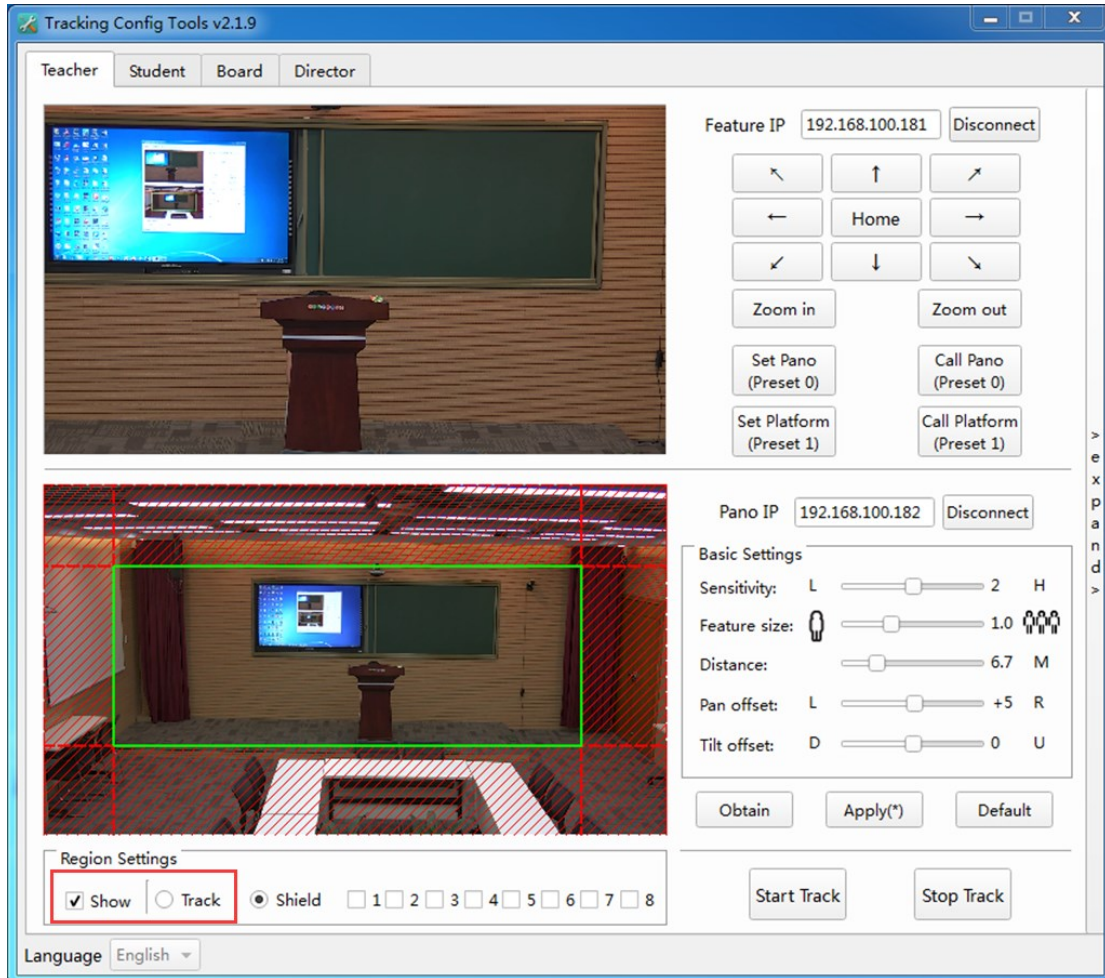 Tracking Config Tools v2.1.9
Teacher Student Board Director
Feature IP 192.168.100.181 Disconnect
↖ ↑ ↗
← Home →
↙ ↓ ↘
Zoom in Zoom out
Set Pano (Preset 0) Call Pano (Preset 0)
Set Platform (Preset 1) Call Platform (Preset 1)
> expand >
Pano IP 192.168.100.182 Disconnect
Basic Settings
Sensitivity: L 2 H
Feature size: 1.0
Distance: 6.7 M
Pan offset: L +5 R
Tilt offset: D 0 U
Obtain Apply(*) Default
Region Settings
Show Track Shield 1 2 3 4 5 6 7 8
Start Track Stop Track
Language English